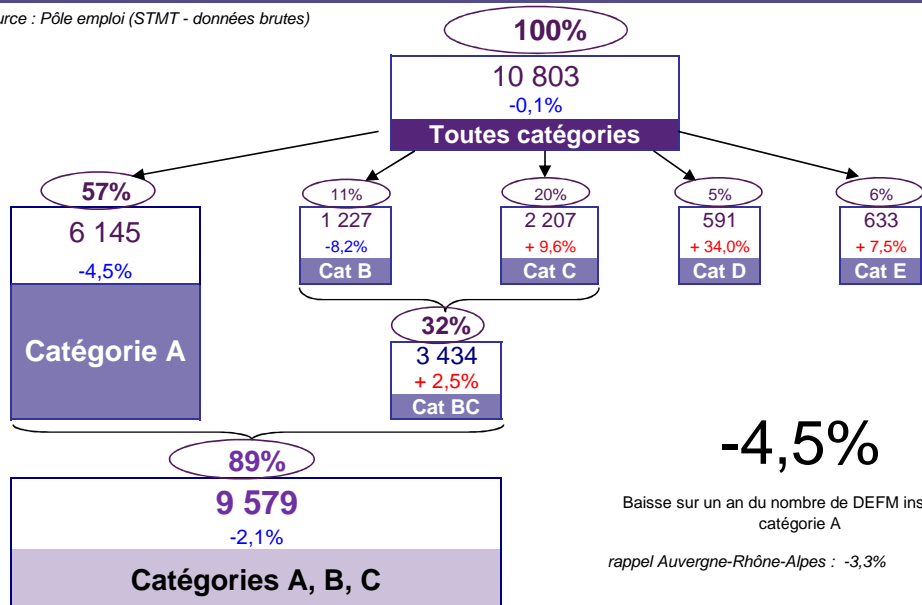 urce : Pôle emploi (STMT - données brutes)
100%
10 803
-0,1%
Toutes catégories
57%
6 145
-4,5%
Catégorie A
11%
1 227
-8,2%
Cat B
20%
2 207
+ 9,6%
Cat C
5%
591
+ 34,0%
Cat D
6%
633
+ 7,5%
Cat E
32%
3 434
+ 2,5%
Cat BC
89%
9 579
-2,1%
Catégories A, B, C
-4,5%
Baisse sur un an du nombre de DEFM ins
catégorie A
rappel Auvergne-Rhône-Alpes : -3,3%